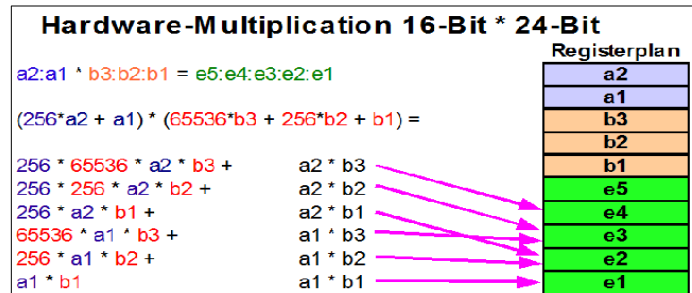 Hardware-Multiplication 16-Bit * 24-Bit
Registerplan
a2:a1 * b3:b2:b1 = e5:e4:e3:e2:e1
a2
a1
(256*a2 + a1) * (65536*b3 + 256*b2 + b1) =
b3
b2
b1
256 * 65536 * a2 * b3 + a2 * b3
e5
256 * 256 * a2 * b2 + a2 * b2
e4
256 * a2 * b1 + a2 * b1
65536 * a1 * b3 + a1 * b3
e3
256 * a1 * b2 + a1 * b2
e2
a1 * b1 a1 * b1
e1